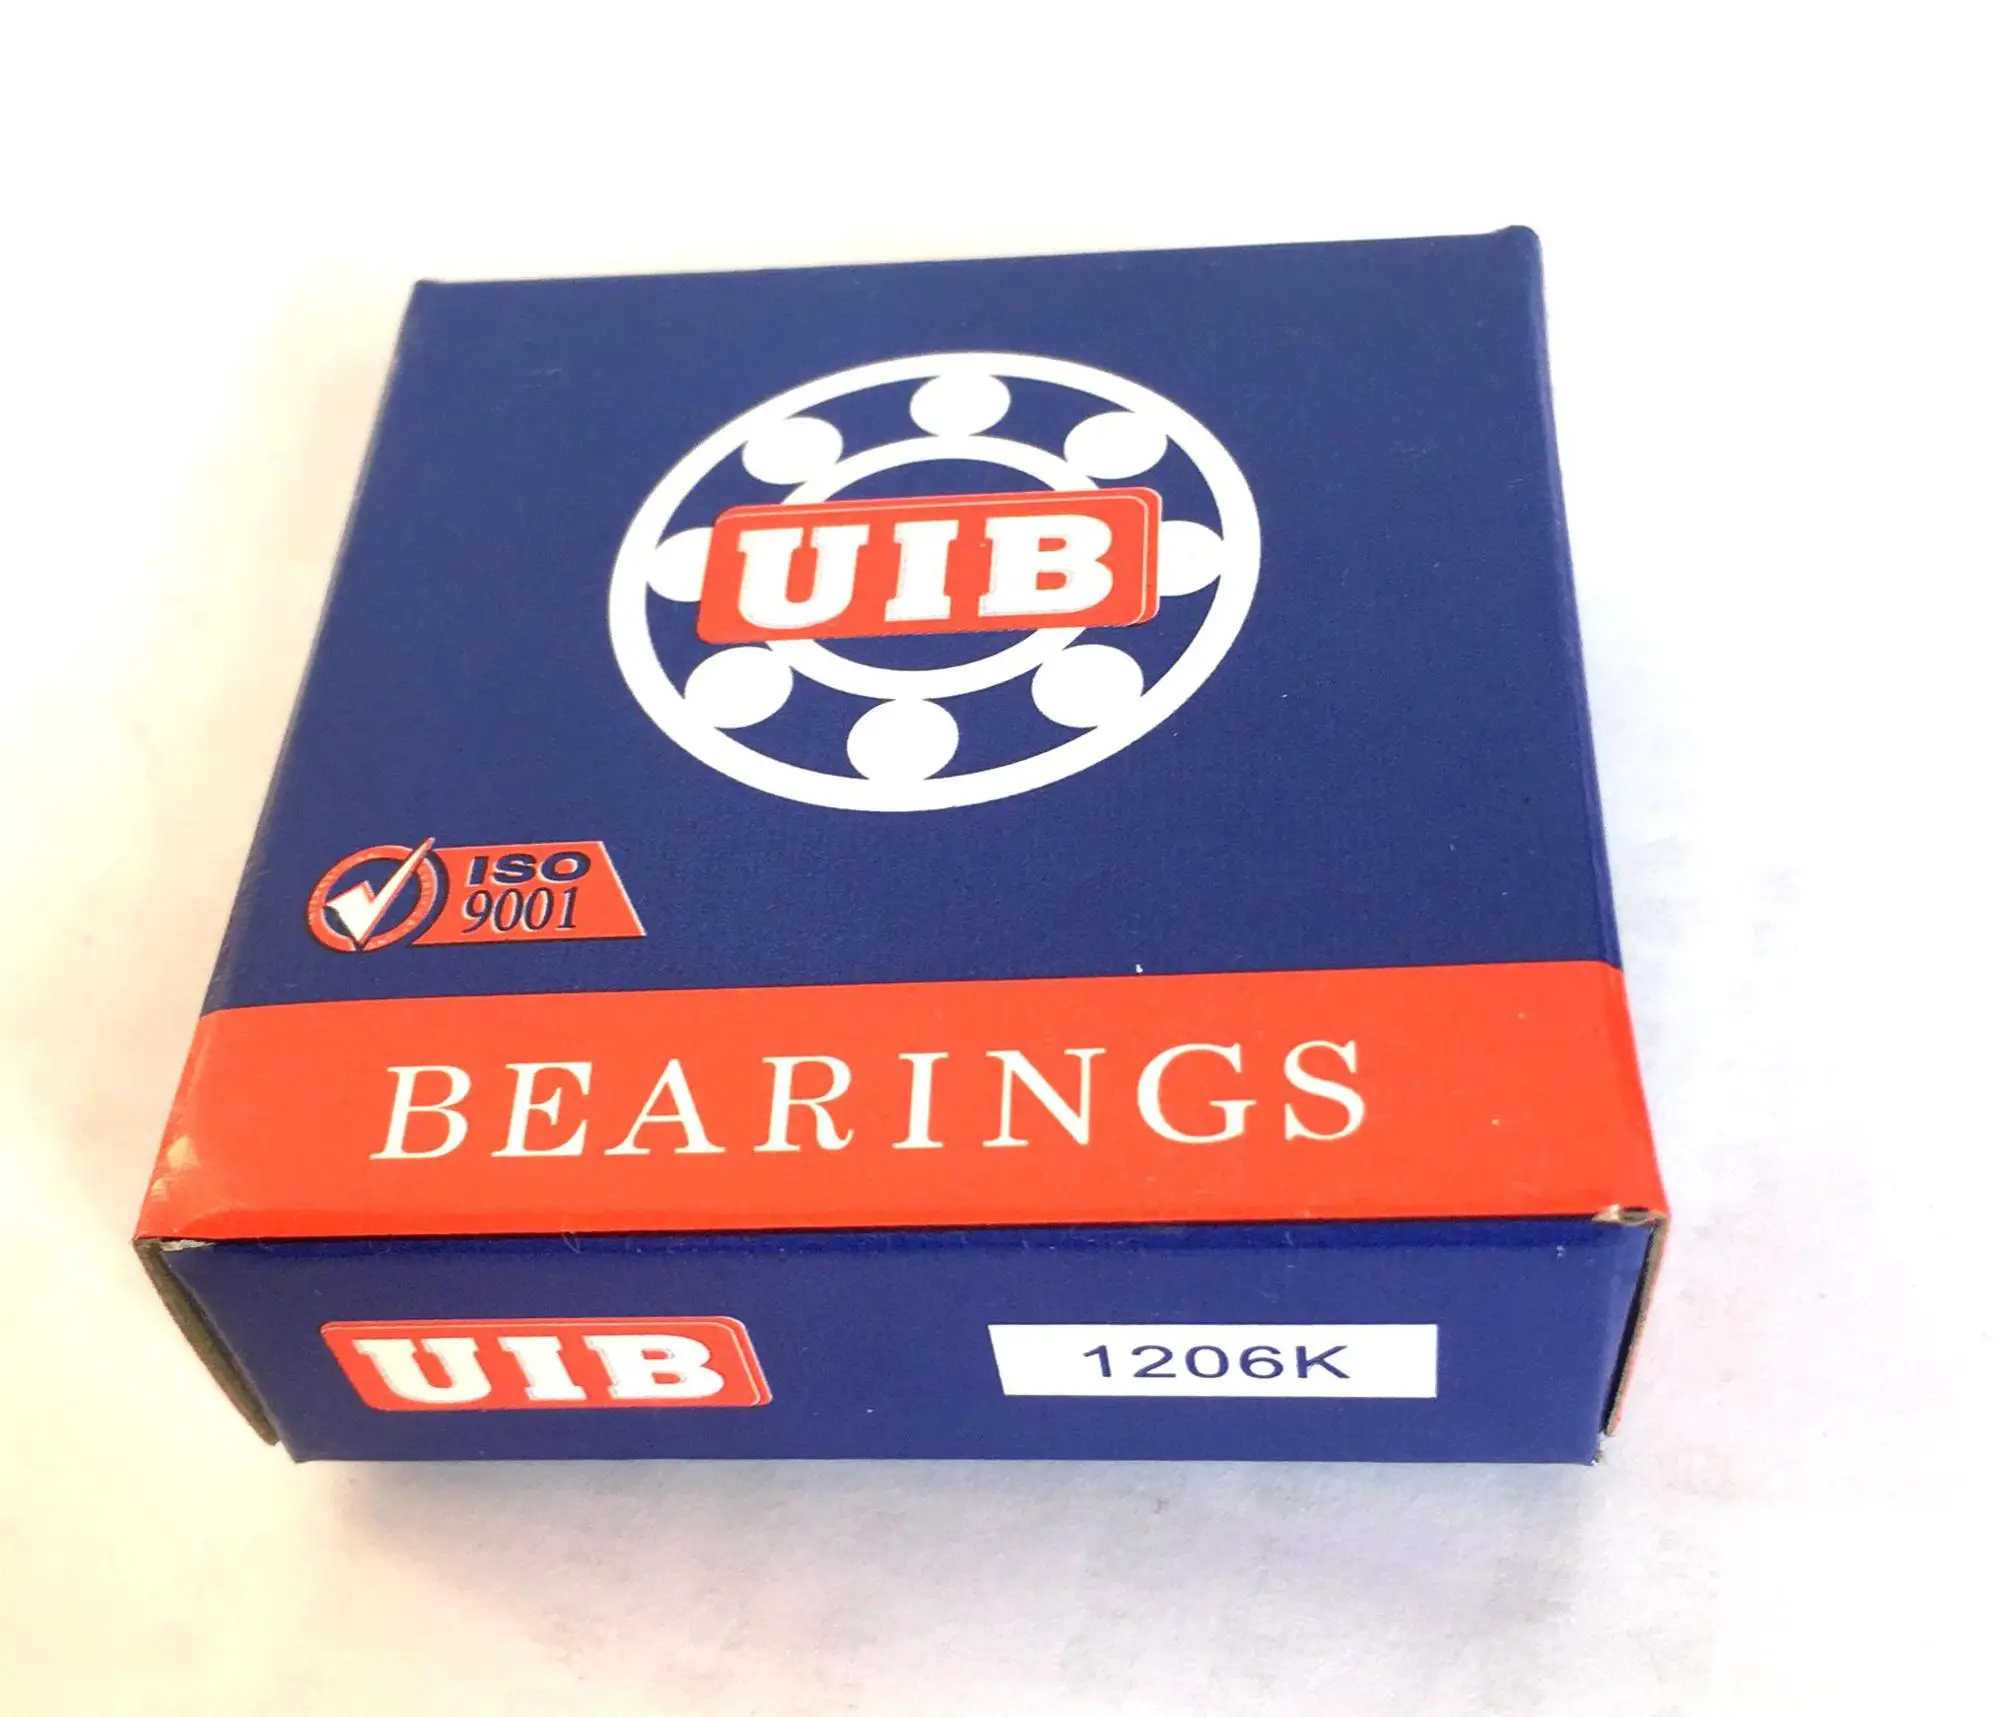 UIB
ISO
9001
BEARINGS
UIB
1206K